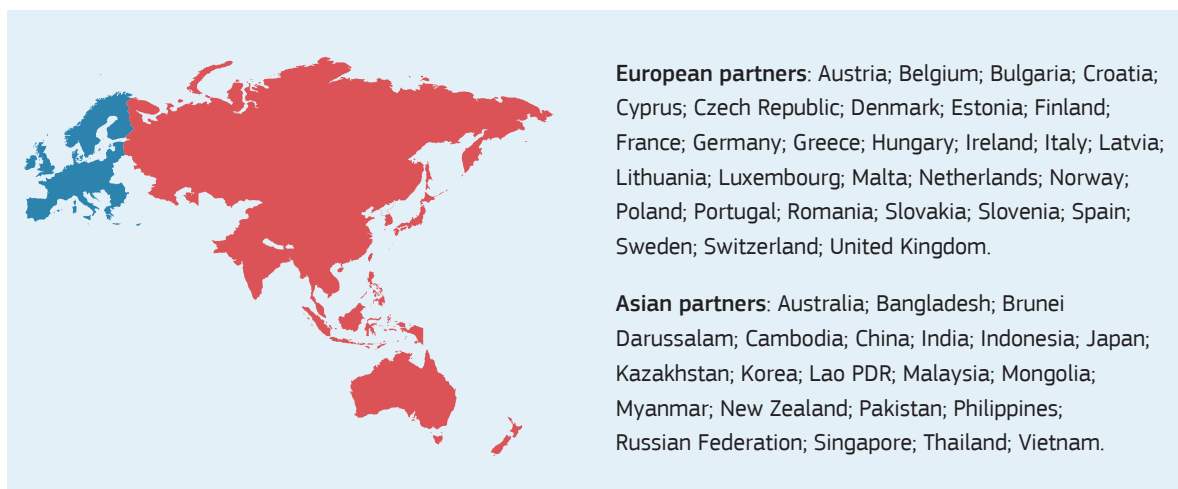 European partners: Austria; Belgium; Bulgaria; Croatia;
Cyprus; Czech Republic; Denmark; Estonia; Finland;
France; Germany; Greece; Hungary; Ireland; Italy; Latvia;
Lithuania; Luxembourg; Malta; Netherlands; Norway;
Poland; Portugal; Romania; Slovakia; Slovenia; Spain;
Sweden; Switzerland; United Kingdom.
Asian partners: Australia; Bangladesh; Brunei
Darussalam; Cambodia; China; India; Indonesia; Japan;
Kazakhstan; Korea; Lao PDR; Malaysia; Mongolia;
Myanmar; New Zealand; Pakistan; Philippines;
Russian Federation; Singapore; Thailand; Vietnam.